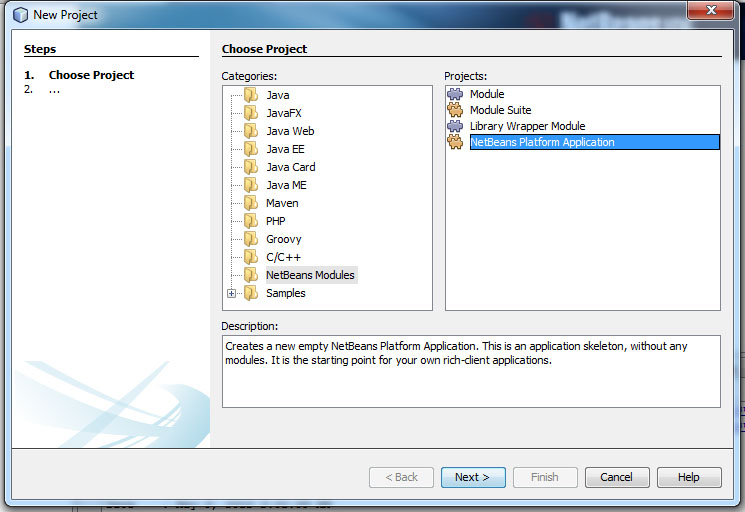 New Project
Steps
1. Choose Project
2. ...
Choose Project
Categories:
Java
JavaFX
Java Web
Java EE
Java Card
Java ME
Maven
PHP
Groovy
C/C++
NetBeans Modules
Samples
Projects:
Module
Module Suite
Library Wrapper Module
NetBeans Platform Application
Description:
Creates a new empty NetBeans Platform Application. This is an application skeleton, without any
modules. It is the starting point for your own rich-client applications.
< Back
Next >
Finish
Cancel
Help